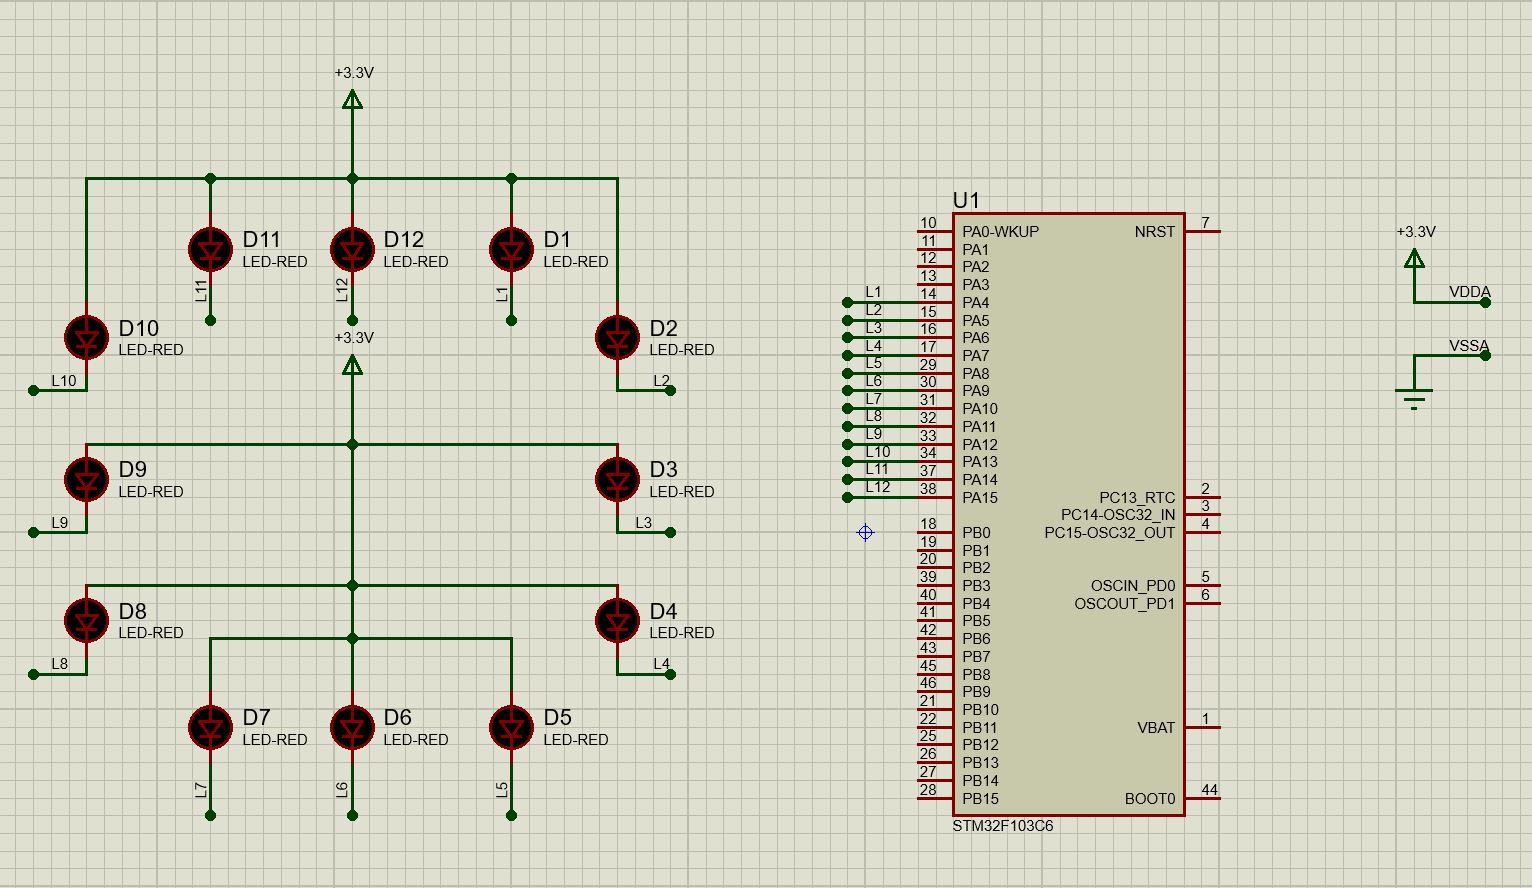 +3.3V
D11
LED-RED
L11
D12
LED-RED
L12
D1
LED-RED
L1
D10
LED-RED
L10
D2
LED-RED
L2
+3.3V
D9
LED-RED
L9
D3
LED-RED
L3
D8
LED-RED
L8
D4
LED-RED
L4
D7
LED-RED
L7
D6
LED-RED
L6
D5
LED-RED
L5
U1
10 PA0-WKUP
11 PA1
12 PA2
13 PA3
L1 14 PA4
L2 15 PA5
L3 16 PA6
L4 17 PA7
L5 29 PA8
L6 30 PA9
L7 31 PA10
L8 32 PA11
L9 33 PA12
L10 34 PA13
L11 37 PA14
L12 38 PA15
18 PB0
19 PB1
20 PB2
39 PB3
40 PB4
41 PB5
42 PB6
43 PB7
45 PB8
46 PB9
21 PB10
22 PB11
25 PB12
26 PB13
27 PB14
28 PB15
NRST 7
PC13_RTC 2
PC14-OSC32_IN 3
PC15-OSC32_OUT 4
OSCIN_PD0 5
OSCOUT_PD1 6
VBAT 1
BOOT0 44
STM32F103C6
+3.3V
VDDA
VSSA